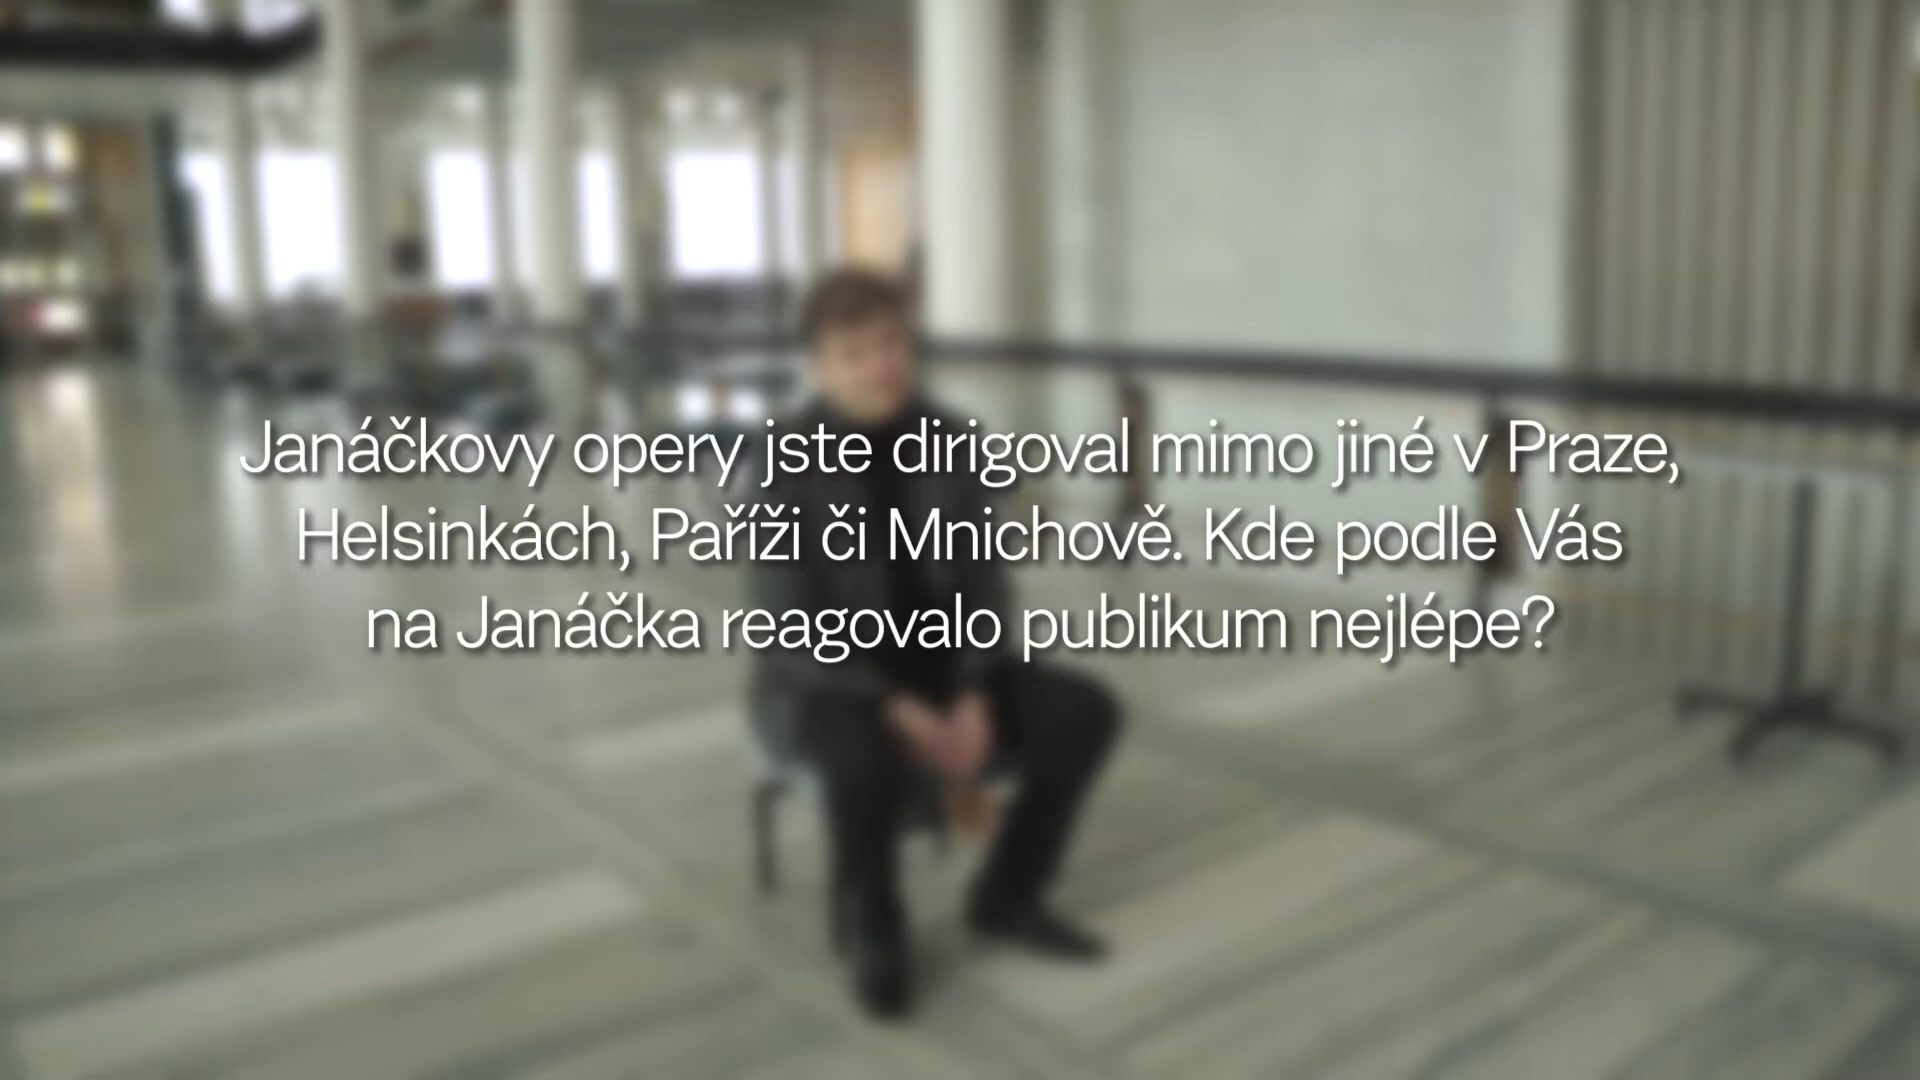 Janáčkovy opery jste dirigoval mimo jiné v Praze,
Helsinkách, Paříži či Mnichově. Kde podle Vás
na Janáčka reagovalo publikum nejlépe?